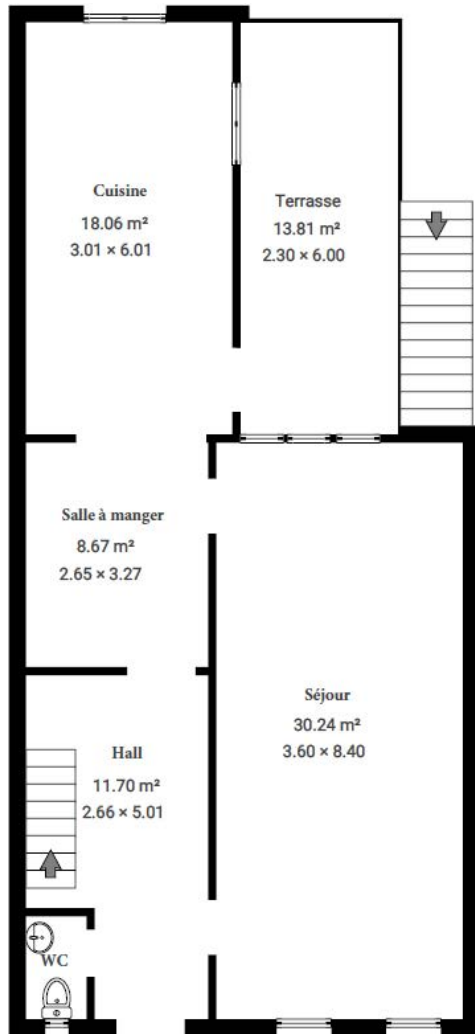 Cuisine
18.06 m²
3.01 × 6.01
Terrasse
13.81 m²
2.30 × 6.00
Salle à manger
8.67 m²
2.65 × 3.27
Séjour
30.24 m²
3.60 × 8.40
Hall
11.70 m²
2.66 × 5.01
WC